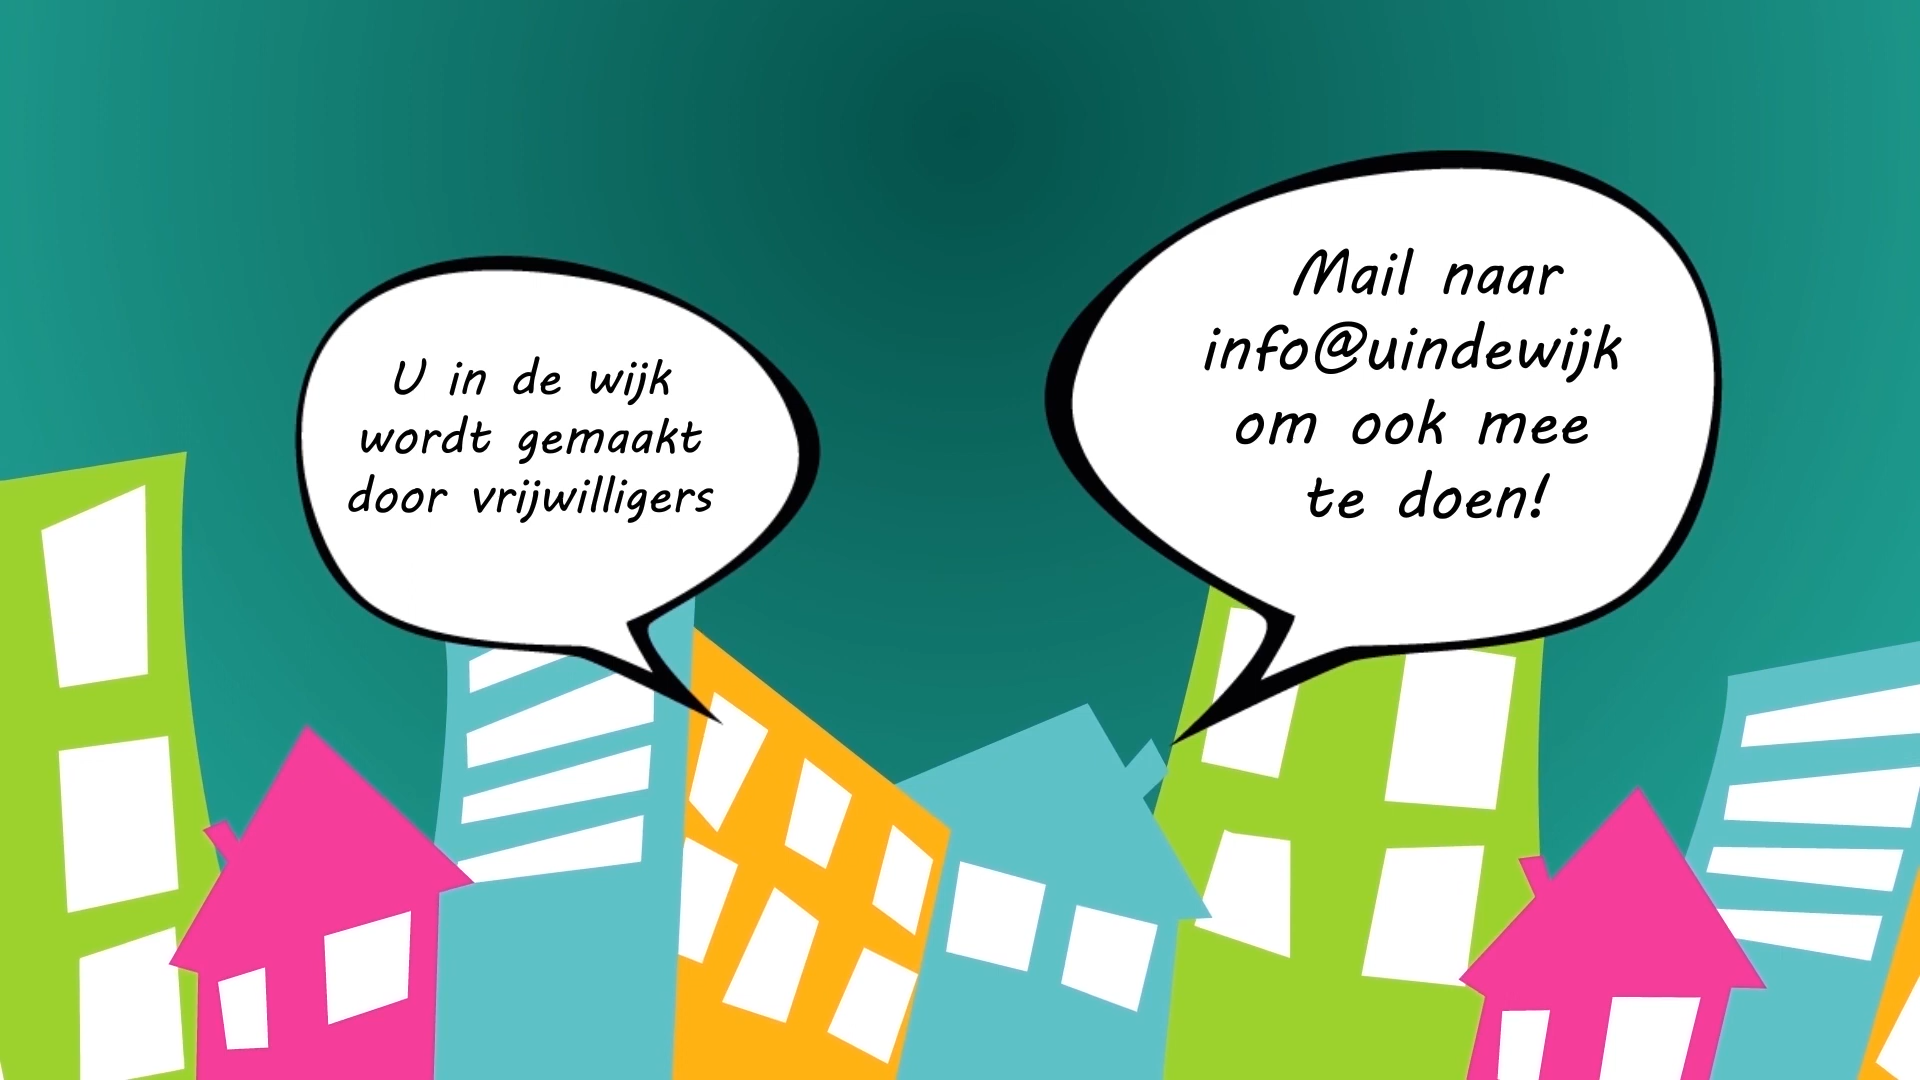 U in de wijk
wordt gemaakt
door vrijwilligers
Mail naar
info@uindewijk
om ook mee
te doen!